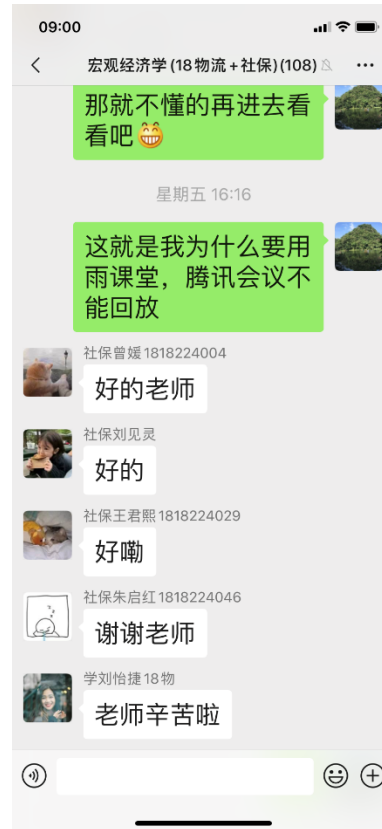 09:00
宏观经济学(18物流+社保)(108)
那就不懂的再进去看
看吧😁
星期五 16:16
这就是我为什么要用
雨课堂，腾讯会议不
能回放
社保曾媛1818224004
好的老师
社保刘见灵
好的
社保王君熙1818224029
好嘞
社保朱启红1818224046
谢谢老师
学刘怡捷18物
老师辛苦啦